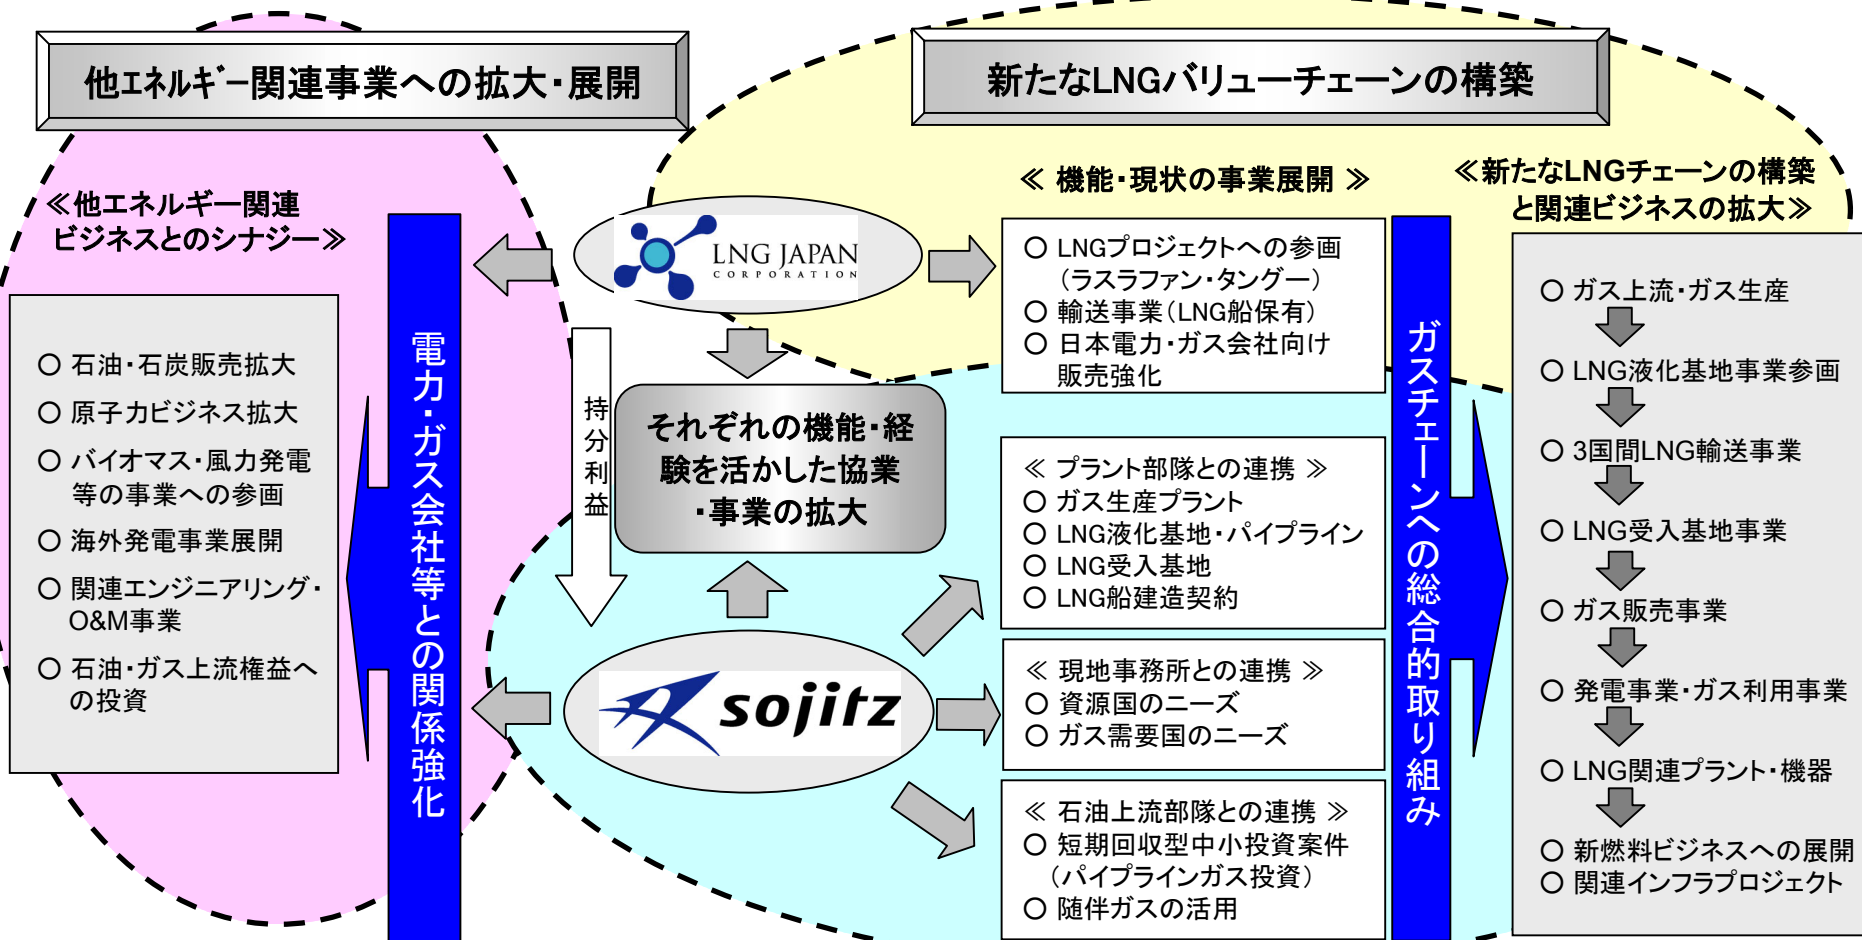 他エネルギー関連事業への拡大・展開
新たなLNGバリューチェーンの構築
≪他エネルギー関連
ビジネスとのシナジー≫
○ 石油・石炭販売拡大
○ 原子力ビジネス拡大
○ バイオマス・風力発電
等の事業への参画
○ 海外発電事業展開
○ 関連エンジニアリング・
O&M事業
○ 石油・ガス上流権益へ
の投資
電力・ガス会社等との関係強化
LNG JAPAN
CORPORATION
持分利益
それぞれの機能・経
験を活かした協業
・事業の拡大
sojitz
≪ 機能・現状の事業展開 ≫
○ LNGプロジェクトへの参画
（ラスラファン・タングー）
○ 輸送事業（LNG船保有）
○ 日本電力・ガス会社向け
販売強化
≪ プラント部隊との連携 ≫
○ ガス生産プラント
○ LNG液化基地・パイプライン
○ LNG受入基地
○ LNG船建造契約
≪ 現地事務所との連携 ≫
○ 資源国のニーズ
○ ガス需要国のニーズ
≪ 石油上流部隊との連携 ≫
○ 短期回収型中小投資案件
（パイプラインガス投資）
○ 随伴ガスの活用
ガスチェーンへの総合的取り組み
≪新たなLNGチェーンの構築
と関連ビジネスの拡大≫
○ ガス上流・ガス生産
○ LNG液化基地事業参画
○ 3国間LNG輸送事業
○ LNG受入基地事業
○ ガス販売事業
○ 発電事業・ガス利用事業
○ LNG関連プラント・機器
○ 新燃料ビジネスへの展開
○ 関連インフラプロジェクト